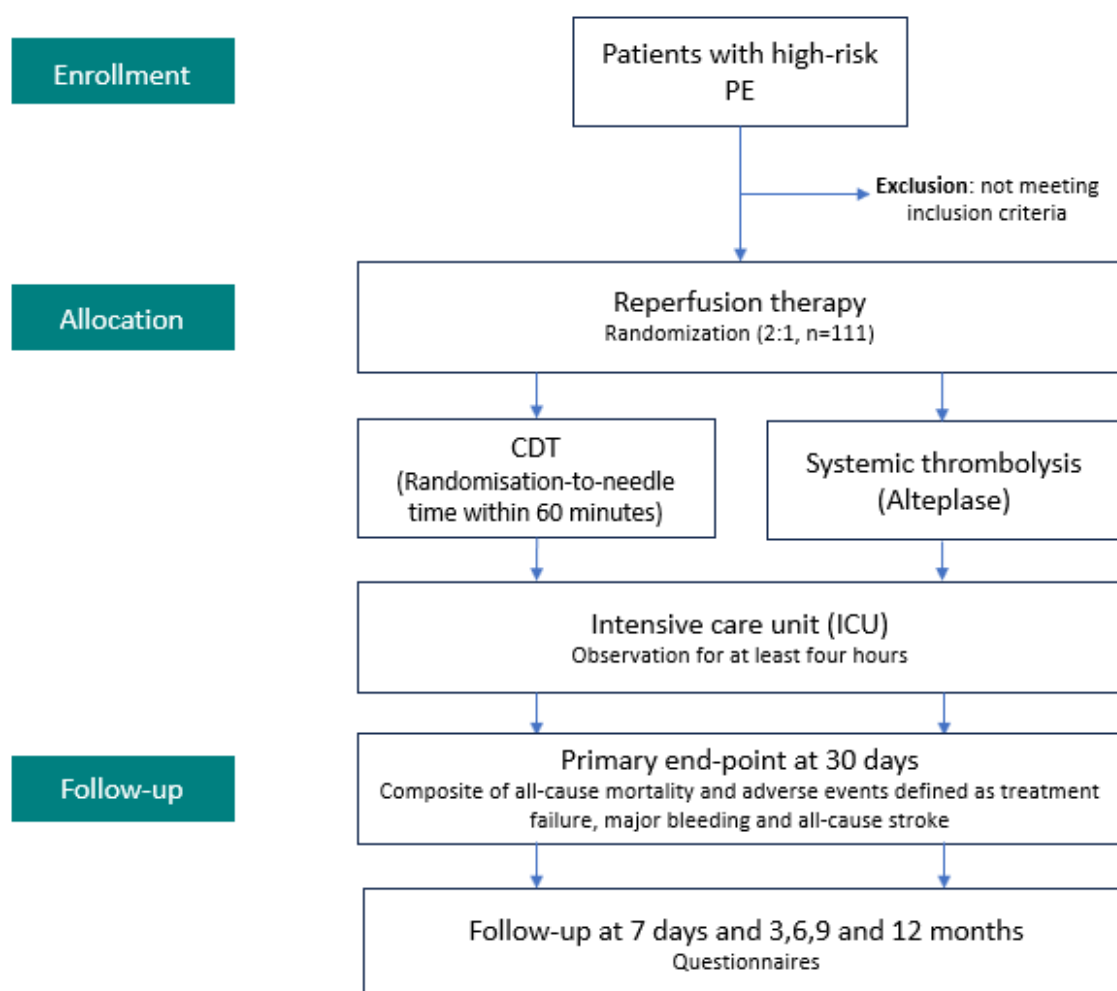 Enrollment
Patients with high-risk
PE
Exclusion: not meeting
inclusion criteria
Allocation
Reperfusion therapy
Randomization (2:1, n=111)
CDT
(Randomisation-to-needle
time within 60 minutes)
Systemic thrombolysis
(Alteplase)
Intensive care unit (ICU)
Observation for at least four hours
Follow-up
Primary end-point at 30 days
Composite of all-cause mortality and adverse events defined as treatment
failure, major bleeding and all-cause stroke
Follow-up at 7 days and 3,6,9 and 12 months
Questionnaires